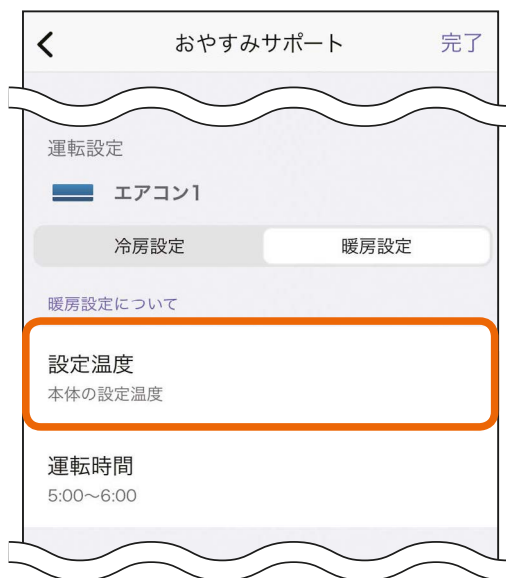 おやすみサポート 完了
運転設定
エアコン1
冷房設定 暖房設定
暖房設定について
設定温度
本体の設定温度
運転時間
5:00〜6:00